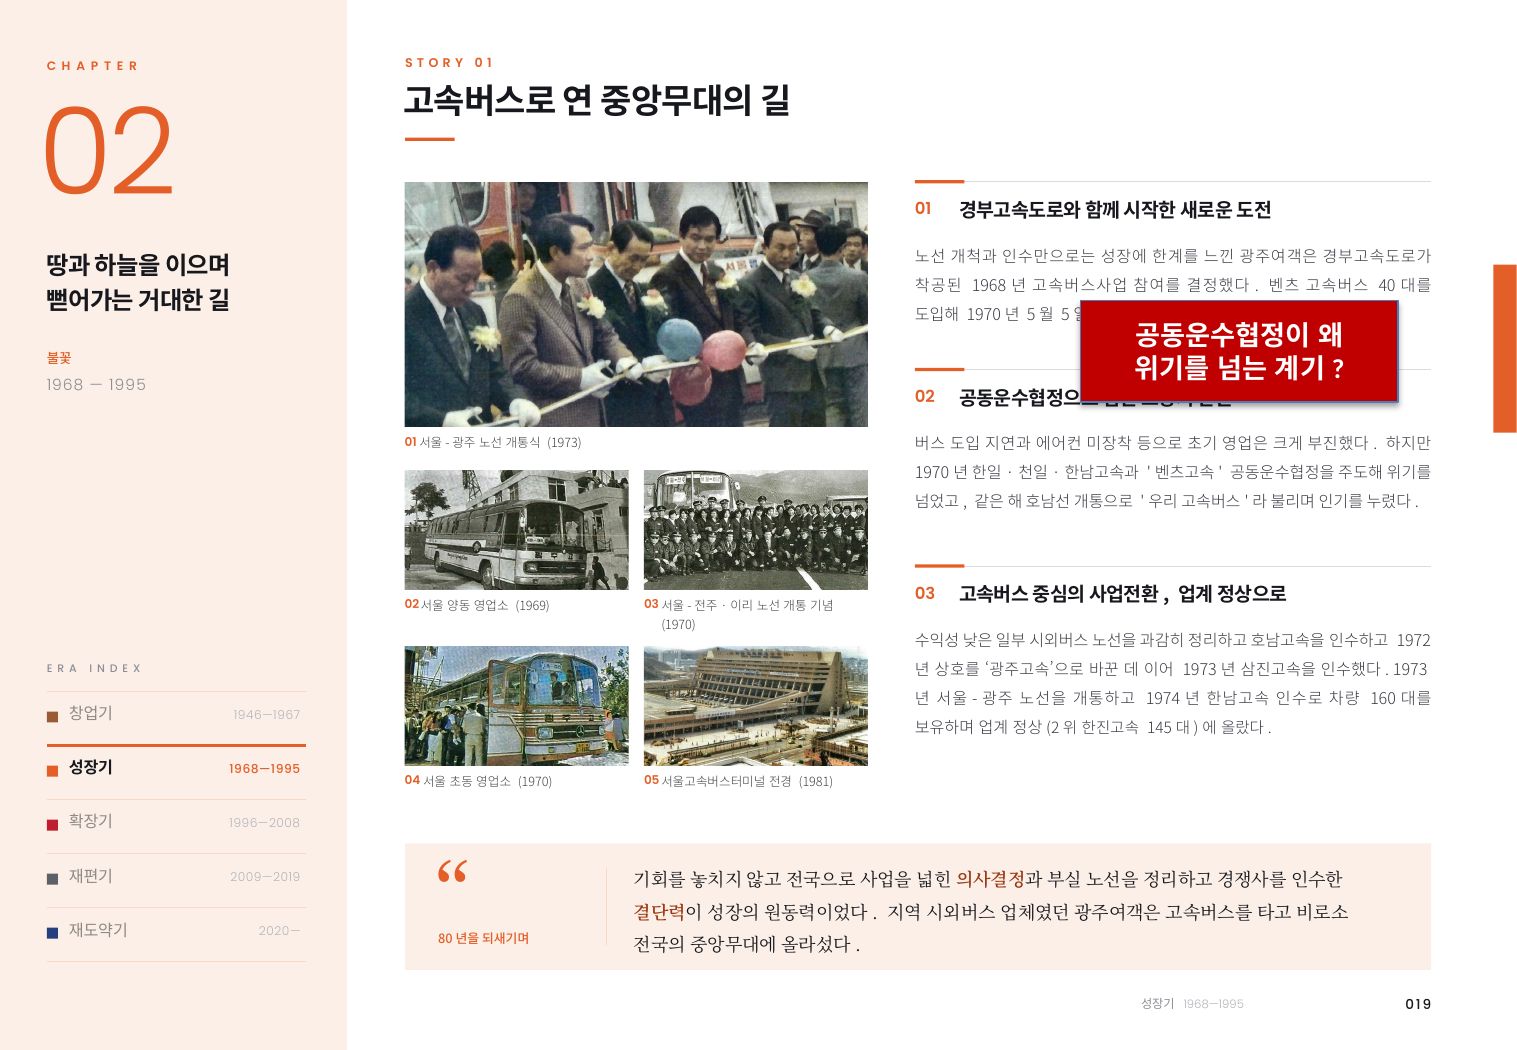 CHAPTER
02
땅과 하늘을 이으며
뻗어가는 거대한 길
불꽃
1968 — 1995
ERA INDEX
창업기 1946—1967
성장기 1968—1995
확장기 1996—2008
재편기 2009—2019
재도약기 2020—
STORY 01
고속버스로 연 중앙무대의 길
01 서울 - 광주 노선 개통식 (1973)
02 서울 양동 영업소 (1969)
03 서울 - 전주 · 이리 노선 개통 기념
(1970)
04 서울 초동 영업소 (1970)
05 서울고속버스터미널 전경 (1981)
01 경부고속도로와 함께 시작한 새로운 도전
노선 개척과 인수만으로는 성장에 한계를 느낀 광주여객은 경부고속도로가
착공된 1968 년 고속버스사업 참여를 결정했다 . 벤츠 고속버스 40 대를
도입해 1970 년 5 월 5
공동운수협정이 왜
위기를 넘는 계기 ?
02 공동운수협정으
버스 도입 지연과 에어컨 미장착 등으로 초기 영업은 크게 부진했다 . 하지만
1970 년 한일 · 천일 · 한남고속과 ' 벤츠고속 ' 공동운수협정을 주도해 위기를
넘었고 , 같은 해 호남선 개통으로 ' 우리 고속버스 ' 라 불리며 인기를 누렸다 .
03 고속버스 중심의 사업전환 , 업계 정상으로
수익성 낮은 일부 시외버스 노선을 과감히 정리하고 호남고속을 인수하고 1972
년 상호를 ‘광주고속’으로 바꾼 데 이어 1973 년 삼진고속을 인수했다 . 1973
년 서울 - 광주 노선을 개통하고 1974 년 한남고속 인수로 차량 160 대를
보유하며 업계 정상 (2 위 한진고속 145 대 ) 에 올랐다 .
“
80 년을 되새기며
기회를 놓치지 않고 전국으로 사업을 넓힌 의사결정과 부실 노선을 정리하고 경쟁사를 인수한
결단력이 성장의 원동력이었다 . 지역 시외버스 업체였던 광주여객은 고속버스를 타고 비로소
전국의 중앙무대에 올라섰다 .
성장기 1968—1995
019